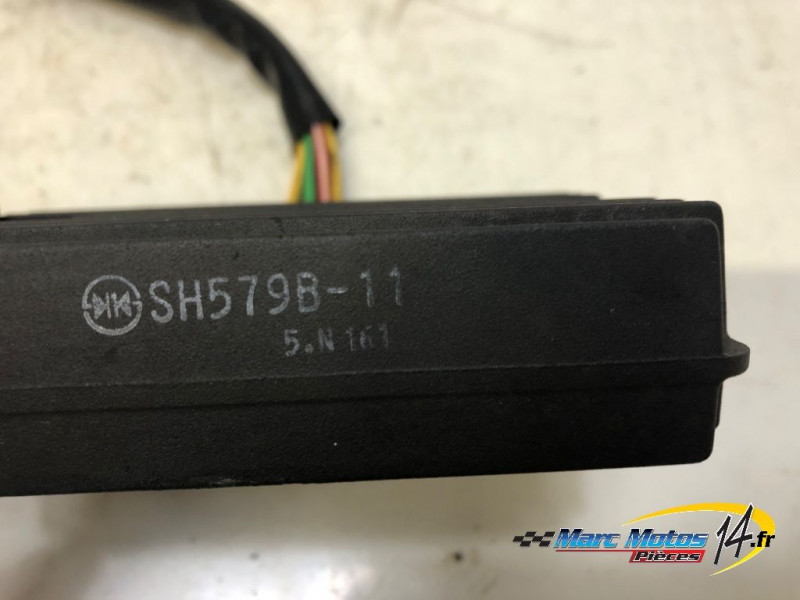 SH579B-11
5.N 161
Marc Motos 14.fr
Pièces